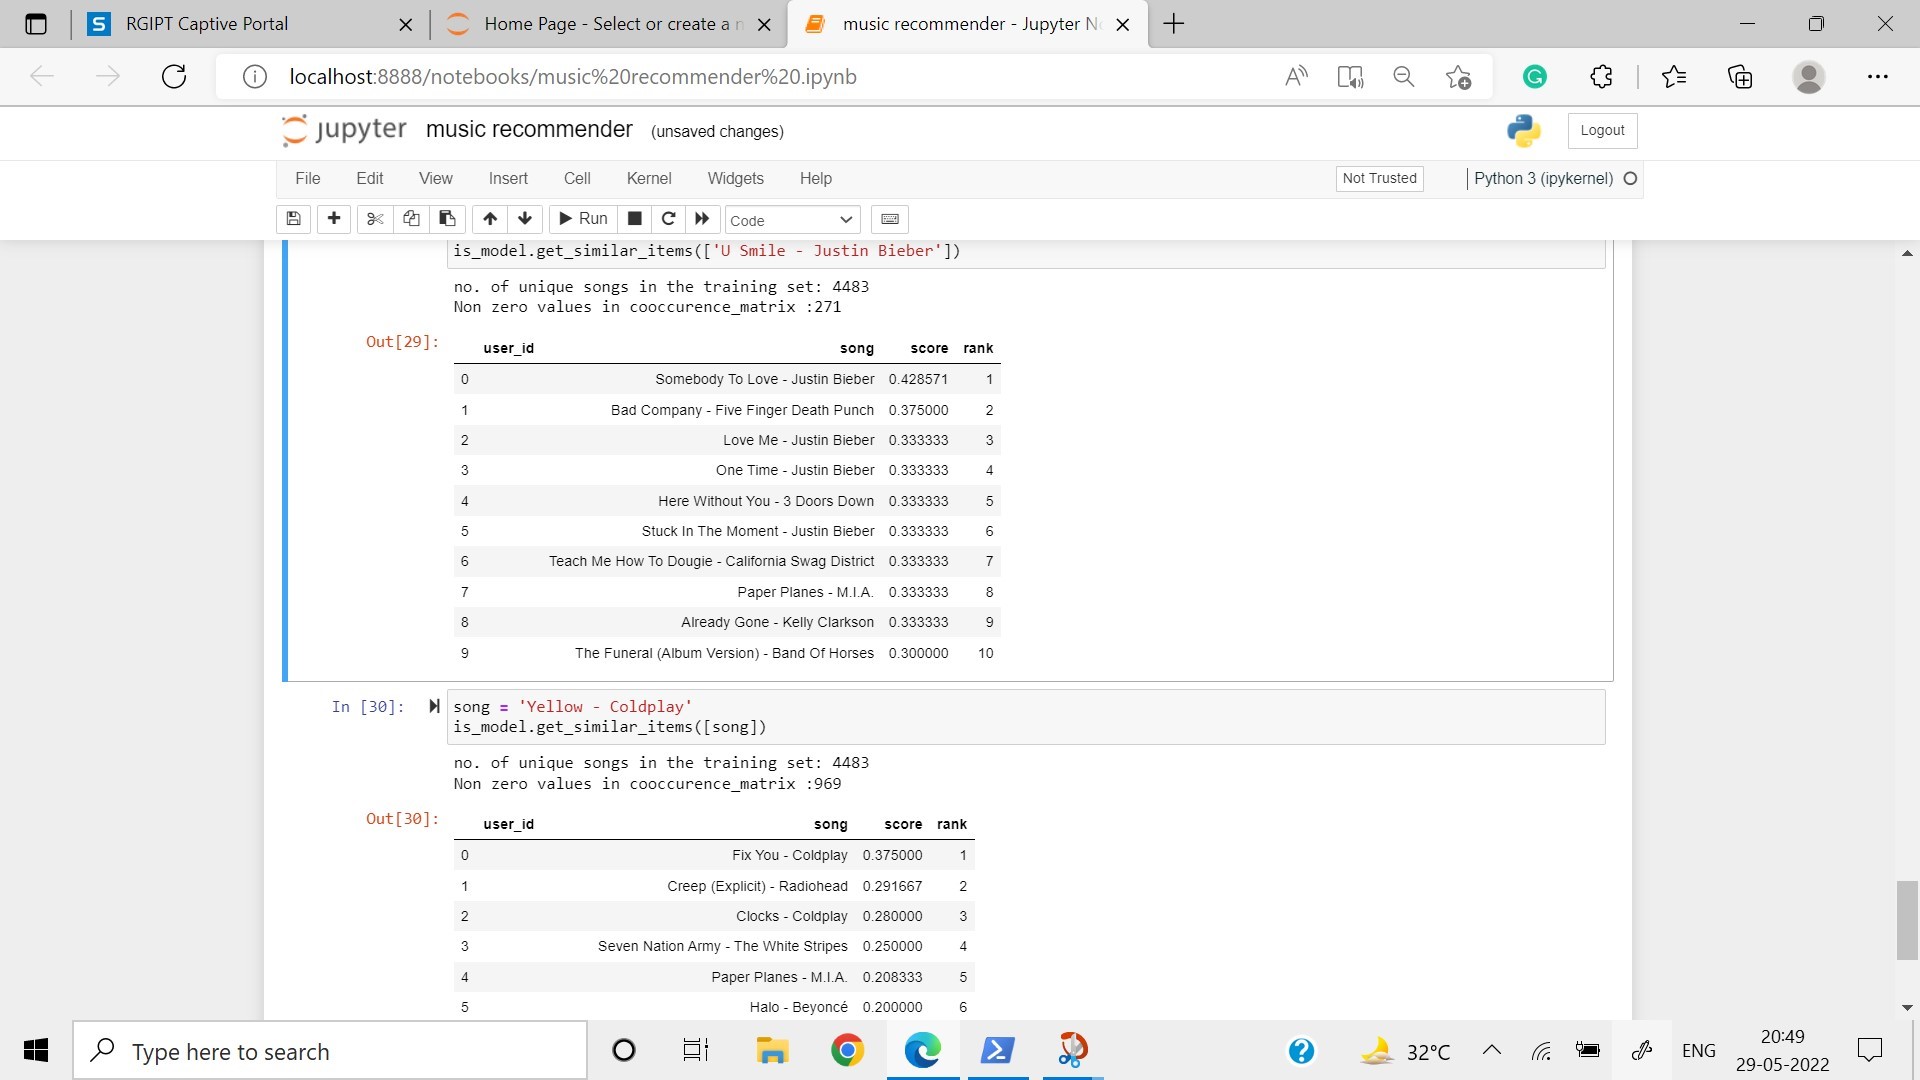 RGIPT Captive Portal
Home Page - Select or create a n
music recommender - Jupyter No
localhost:8888/notebooks/music%20recommender%20.ipynb
jupyter music recommender (unsaved changes)
Logout
File Edit View Insert Cell Kernel Widgets Help
Not Trusted
Python 3 (ipykernel)
Run
Code
is_model.get_similar_items(['U Smile - Justin Bieber'])
no. of unique songs in the training set: 4483
Non zero values in cooccurence_matrix :271
Out[29]:
user_id song score rank
0 Somebody To Love - Justin Bieber 0.428571 1
1 Bad Company - Five Finger Death Punch 0.375000 2
2 Love Me - Justin Bieber 0.333333 3
3 One Time - Justin Bieber 0.333333 4
4 Here Without You - 3 Doors Down 0.333333 5
5 Stuck In The Moment - Justin Bieber 0.333333 6
6 Teach Me How To Dougie - California Swag District 0.333333 7
7 Paper Planes - M.I.A. 0.333333 8
8 Already Gone - Kelly Clarkson 0.333333 9
9 The Funeral (Album Version) - Band Of Horses 0.300000 10
In [30]: song = 'Yellow - Coldplay'
is_model.get_similar_items([song])
no. of unique songs in the training set: 4483
Non zero values in cooccurence_matrix :969
Out[30]:
user_id song score rank
0 Fix You - Coldplay 0.375000 1
1 Creep (Explicit) - Radiohead 0.291667 2
2 Clocks - Coldplay 0.280000 3
3 Seven Nation Army - The White Stripes 0.250000 4
4 Paper Planes - M.I.A. 0.208333 5
5 Halo - Beyoncé 0.200000 6
Type here to search
32°C
ENG
20:49
29-05-2022